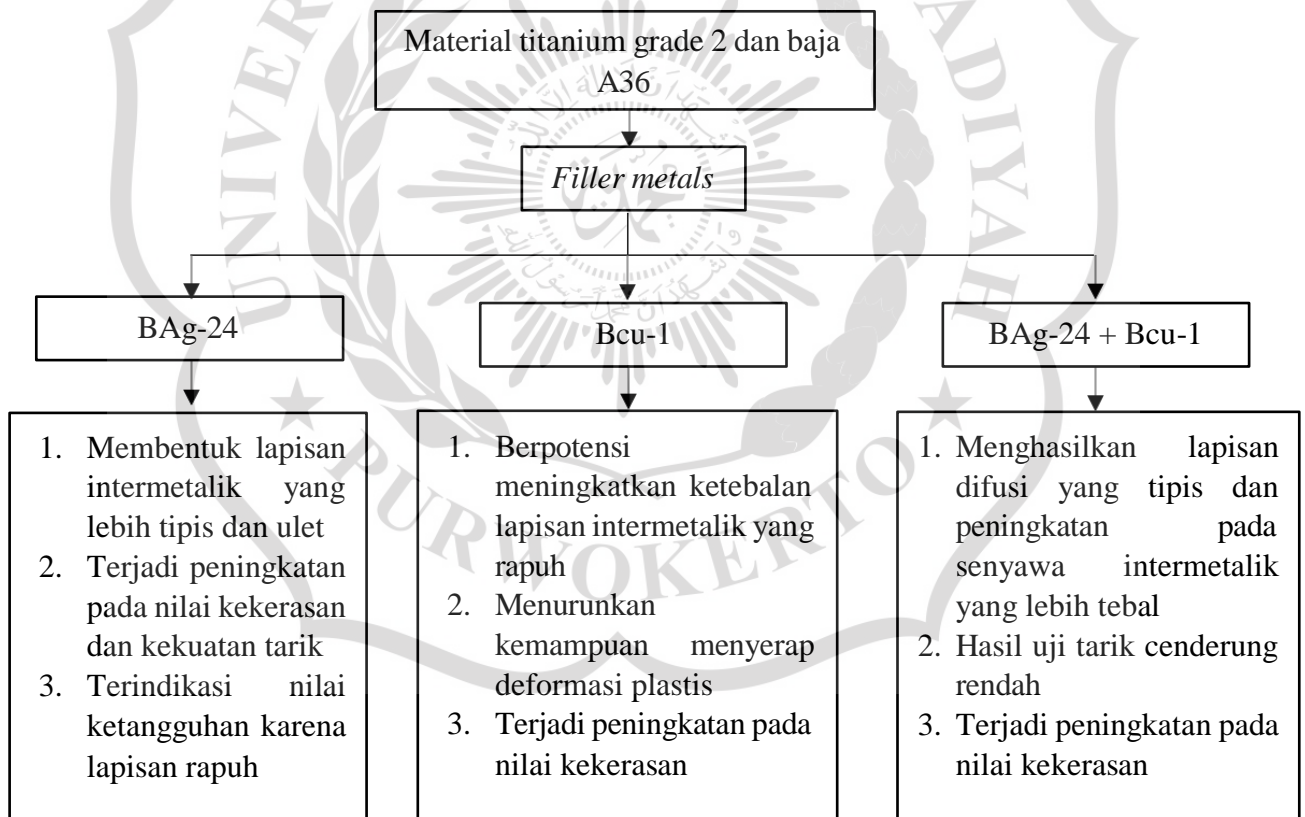 Material titanium grade 2 dan baja
A36
Filler metals
BAg-24
Bcu-1
BAg-24 + Bcu-1
1. Membentuk lapisan
intermetalik yang
lebih tipis dan ulet
2. Terjadi peningkatan
pada nilai kekerasan
dan kekuatan tarik
3. Terindikasi nilai
ketangguhan karena
lapisan rapuh
1. Berpotensi
meningkatkan ketebalan
lapisan intermetalik yang
rapuh
2. Menurunkan
kemampuan menyerap
deformasi plastis
3. Terjadi peningkatan pada
nilai kekerasan
1. Menghasilkan lapisan
difusi yang tipis dan
peningkatan pada
senyawa intermetalik
yang lebih tebal
2. Hasil uji tarik cenderung
rendah
3. Terjadi peningkatan pada
nilai kekerasan
PURWOKERTO